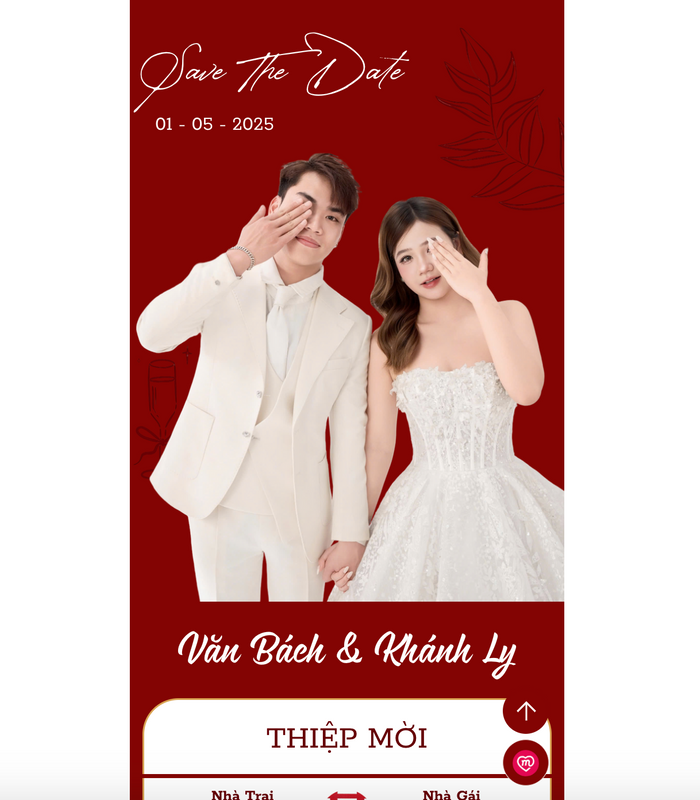 Save The Date
01 - 05 - 2025
Văn Bách & Khánh Ly
THIỆP MỜI
Nhà Trai
Nhà Gái